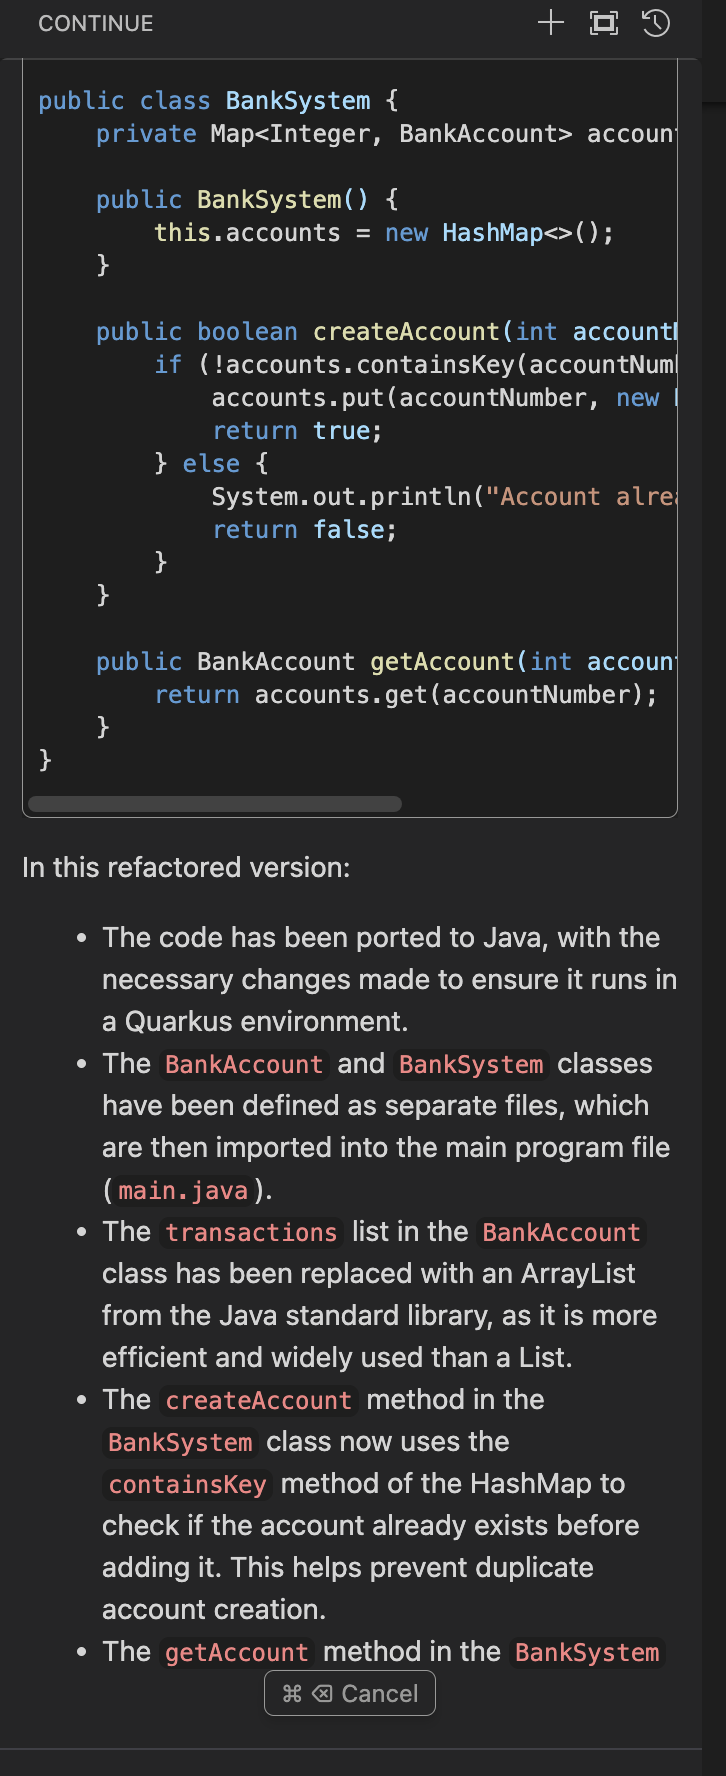 CONTINUE
public class BankSystem {
private Map<Integer, BankAccount> accoun
public BankSystem() {
this.accounts = new HashMap<>();
}
public boolean createAccount(int account
if (!accounts.containsKey(accountNum
accounts.put(accountNumber, new
return true;
} else {
System.out.println("Account alrea
return false;
}
}
public BankAccount getAccount(int accoun
return accounts.get(accountNumber);
}
}
In this refactored version:
• The code has been ported to Java, with the
necessary changes made to ensure it runs in
a Quarkus environment.
• The BankAccount and BankSystem classes
have been defined as separate files, which
are then imported into the main program file
(main.java).
• The transactions list in the BankAccount
class has been replaced with an ArrayList
from the Java standard library, as it is more
efficient and widely used than a List.
• The createAccount method in the
BankSystem class now uses the
containsKey method of the HashMap to
check if the account already exists before
adding it. This helps prevent duplicate
account creation.
• The getAccount method in the BankSystem
⌘ ⌫ Cancel